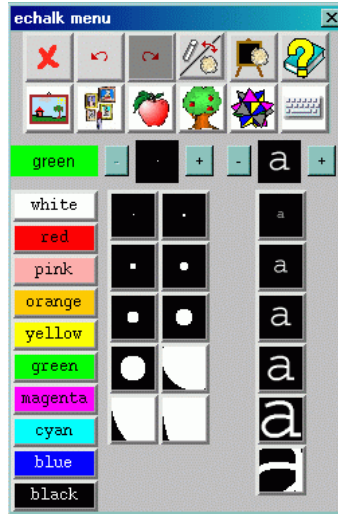 echalk menu
green - + - a +
white
red
pink
orange
yellow
green
magenta
cyan
blue
black
a
a
a
a
a
a